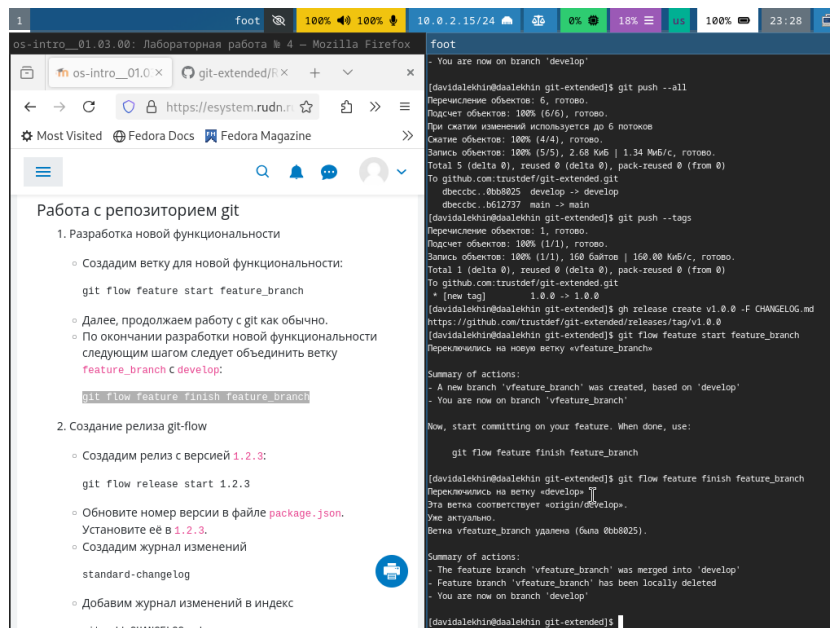 1
foot
100%
100%
10.0.2.15/24
0%
18%
us
100%
23:28
os-intro__01.03.00: Лабораторная работа № 4 — Mozilla Firefox
os-intro__01.0
git-extended/R
https://esystem.rudn.r
Most Visited
Fedora Docs
Fedora Magazine
Работа с репозиторием git
1. Разработка новой функциональности
Создадим ветку для новой функциональности:
git flow feature start feature_branch
Далее, продолжаем работу c git как обычно.
По окончании разработки новой функциональности
следующим шагом следует объединить ветку
feature_branch c develop:
git flow feature finish feature_branch
2. Создание релиза git-flow
Создадим релиз с версией 1.2.3:
git flow release start 1.2.3
Обновите номер версии в файле package.json.
Установите её в 1.2.3.
Создадим журнал изменений
standard-changelog
Добавим журнал изменений в индекс
foot
- You are now on branch 'develop'
[davidalekhin@daalekhin git-extended]$ git push --all
Перечисление объектов: 6, готово.
Подсчет объектов: 100% (6/6), готово.
При сжатии изменений используется до 6 потоков
Сжатие объектов: 100% (4/4), готово.
Запись объектов: 100% (5/5), 2.68 КиБ | 1.34 МиБ/с, готово.
Total 5 (delta 0), reused 0 (delta 0), pack-reused 0 (from 0)
To github.com:trustdef/git-extended.git
dbeccbc..0bb8025  develop -> develop
dbeccbc..b612737  main -> main
[davidalekhin@daalekhin git-extended]$ git push --tags
Перечисление объектов: 1, готово.
Подсчет объектов: 100% (1/1), готово.
Запись объектов: 100% (1/1), 160 байтов | 160.00 КиБ/с, готово.
Total 1 (delta 0), reused 0 (delta 0), pack-reused 0 (from 0)
To github.com:trustdef/git-extended.git
* [new tag]         1.0.0 -> 1.0.0
[davidalekhin@daalekhin git-extended]$ gh release create v1.0.0 -F CHANGELOG.md
https://github.com/trustdef/git-extended/releases/tag/v1.0.0
[davidalekhin@daalekhin git-extended]$ git flow feature start feature_branch
Переключились на новую ветку «vfeature_branch»
Summary of actions:
- A new branch 'vfeature_branch' was created, based on 'develop'
- You are now on branch 'vfeature_branch'
Now, start committing on your feature. When done, use:
git flow feature finish feature_branch
[davidalekhin@daalekhin git-extended]$ git flow feature finish feature_branch
Переключились на ветку «develop»
Эта ветка соответствует «origin/develop».
Уже актуально.
Ветка vfeature_branch удалена (была 0bb8025).
Summary of actions:
- The feature branch 'vfeature_branch' was merged into 'develop'
- Feature branch 'vfeature_branch' has been locally deleted
- You are now on branch 'develop'
[davidalekhin@daalekhin git-extended]$